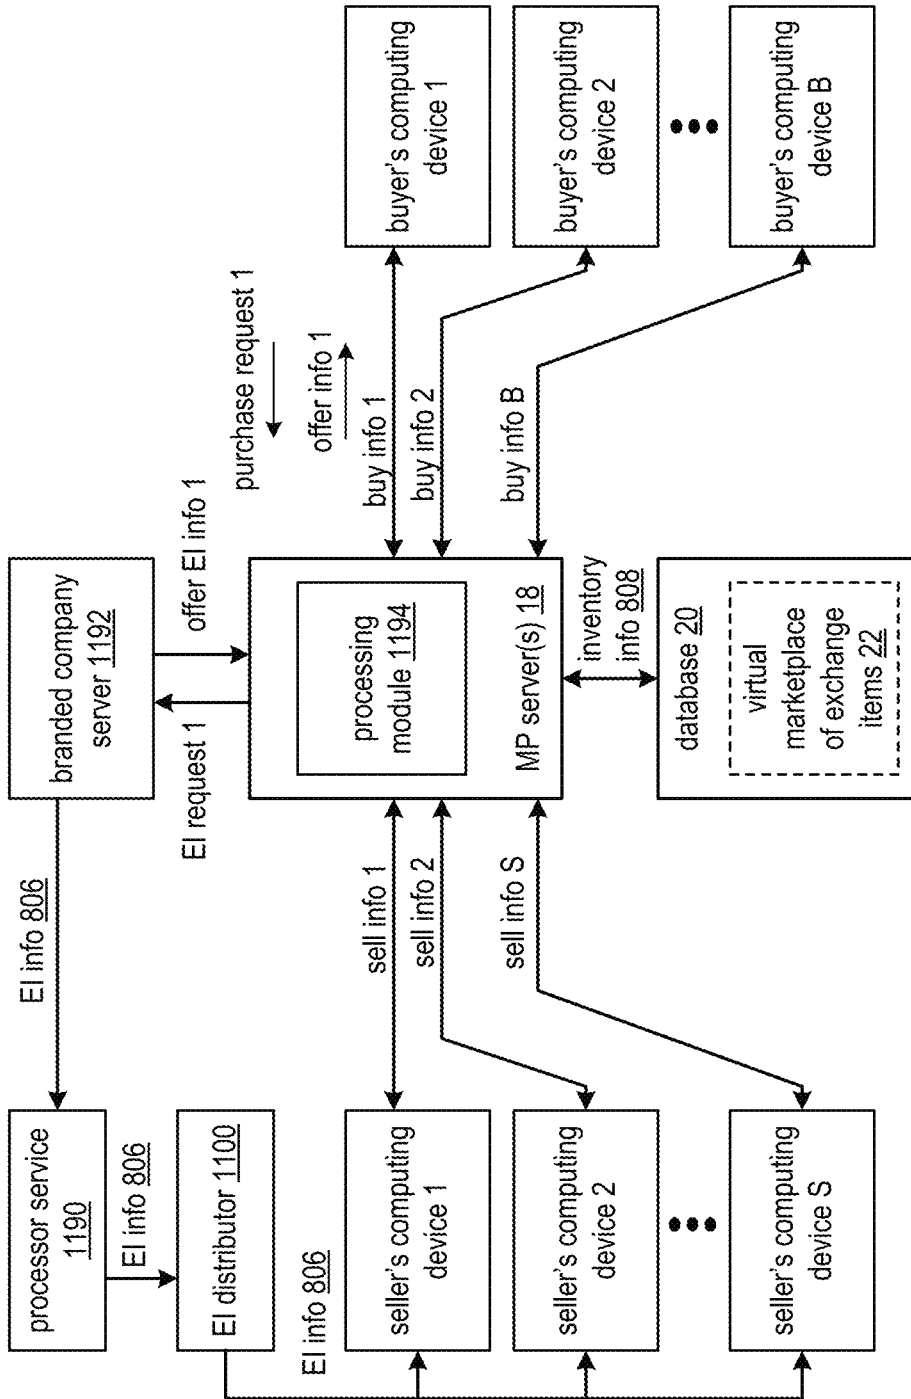 processor service
1190
EI info 806
branded company
server 1192
EI info 806
EI distributor 1100
EI request 1
offer EI info 1
purchase request 1
offer info 1
EI info 806
seller's computing
device 1
sell info 1
processing
module 1194
buy info 1
buyer's computing
device 1
sell info 2
buy info 2
seller's computing
device 2
buyer's computing
device 2
MP server(s) 18
sell info S
buy info B
inventory
info 808
seller's computing
device S
buyer's computing
device B
database 20
virtual
marketplace
of exchange
items 22